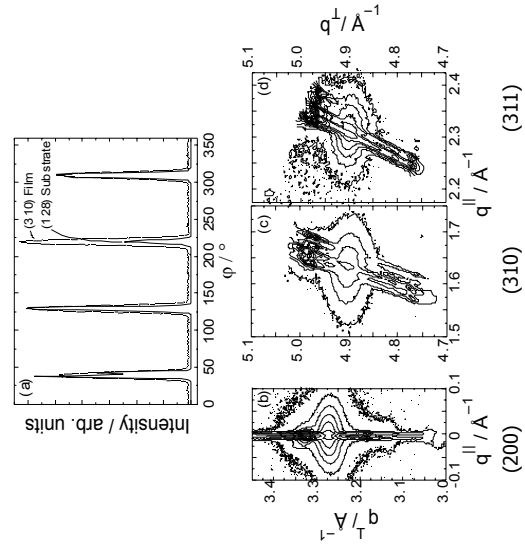 (a)
(3 10) Film
(128) Substrate
Intensity / arb. units
0 50 100 150 200 250 300 350
φ / °
(b)
q⊥ / Å⁻¹
3.4
3.3
3.2
3.1
3.0
-0.1 0 0.1
q|| / Å⁻¹
(200)
(c)
5.1
5.0
4.9
4.8
4.7
1.5 1.6 1.7
q|| / Å⁻¹
(310)
(d)
5.1
5.0
4.9
4.8
4.7
q⊥ / Å⁻¹
2.2 2.3 2.4
q|| / Å⁻¹
(311)